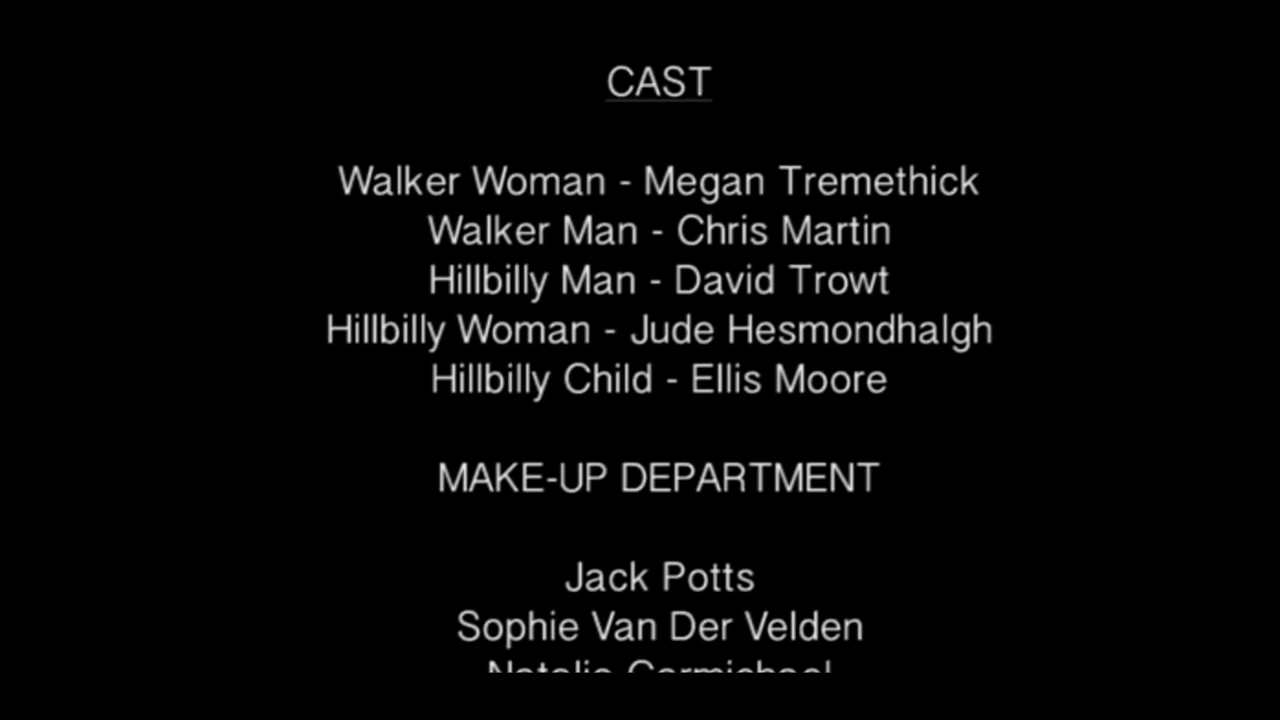 CAST
Walker Woman - Megan Tremethick
Walker Man - Chris Martin
Hillbilly Man - David Trowt
Hillbilly Woman - Jude Hesmondhalgh
Hillbilly Child - Ellis Moore
MAKE-UP DEPARTMENT
Jack Potts
Sophie Van Der Velden